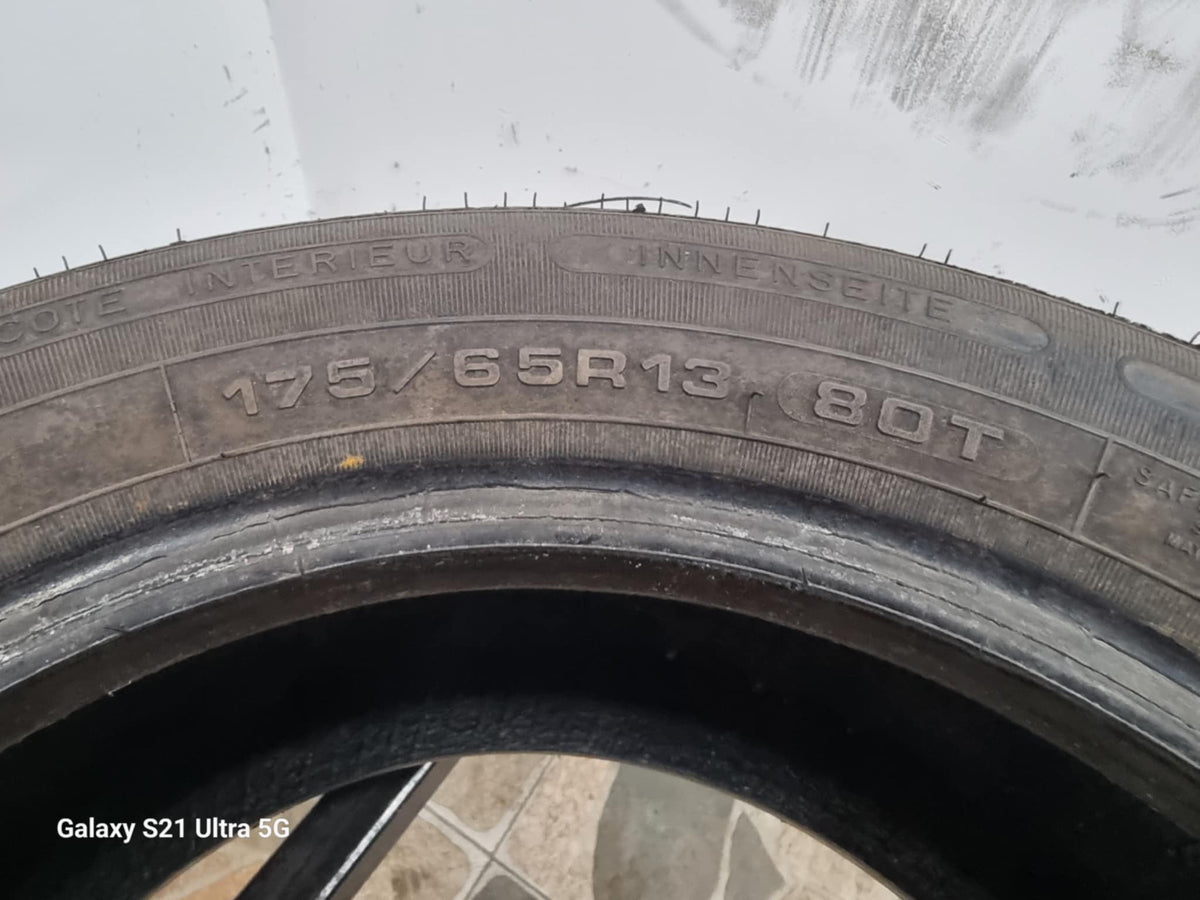 COTE INTERIEUR INNENSEITE
175/65R13 80T
Galaxy S21 Ultra 5G